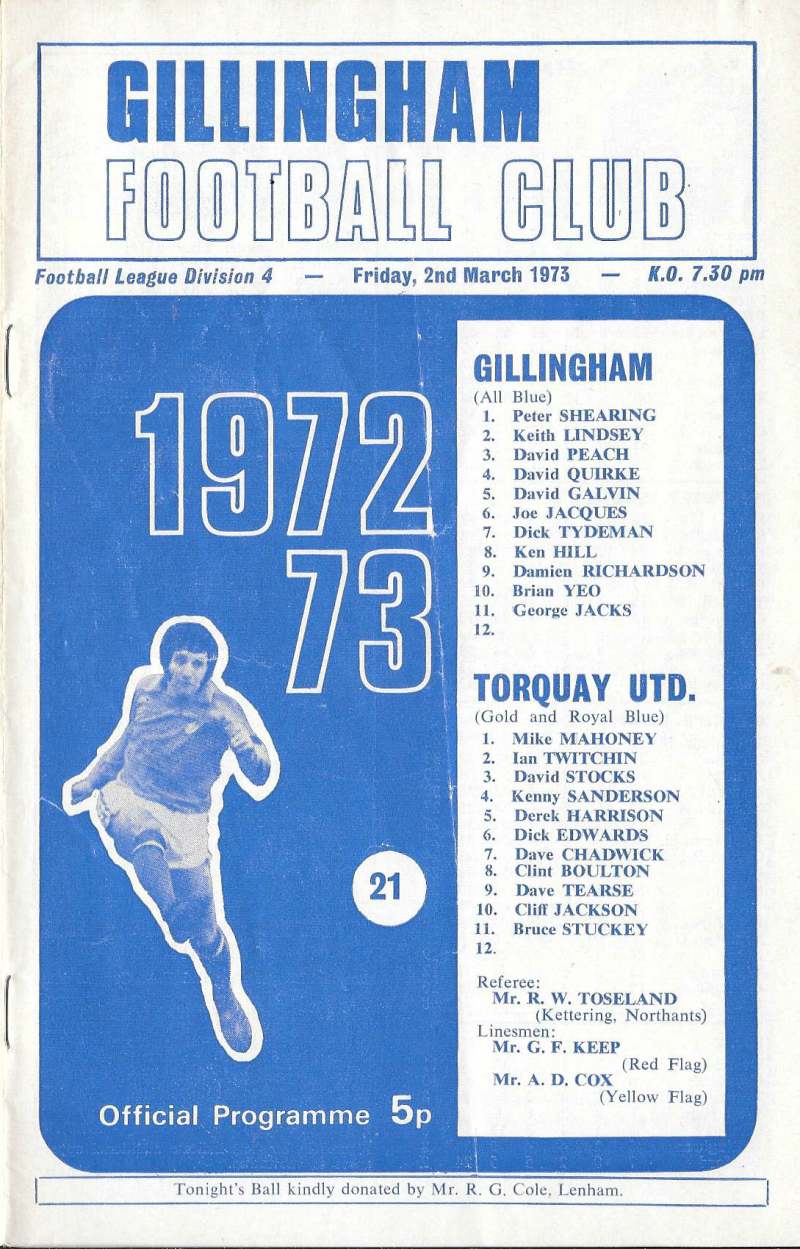 GILLINGHAM
FOOTBALL CLUB
Football League Division 4 — Friday, 2nd March 1973 — K.O. 7.30 pm
1972
73
21
Official Programme 5p
GILLINGHAM
(All Blue)
1. Peter SHEARING
2. Keith LINDSEY
3. David PEACH
4. David QUIRKE
5. David GALVIN
6. Joe JACQUES
7. Dick TYDEMAN
8. Ken HILL
9. Damien RICHARDSON
10. Brian YEO
11. George JACKS
12.
TORQUAY UTD.
(Gold and Royal Blue)
1. Mike MAHONEY
2. Ian TWITCHIN
3. David STOCKS
4. Kenny SANDERSON
5. Derek HARRISON
6. Dick EDWARDS
7. Dave CHADWICK
8. Clint BOULTON
9. Dave TEARSE
10. Cliff JACKSON
11. Bruce STUCKEY
12.
Referee:
Mr. R. W. TOSELAND
(Kettering, Northants)
Linesmen:
Mr. G. F. KEEP
(Red Flag)
Mr. A. D. COX
(Yellow Flag)
Tonight's Ball kindly donated by Mr. R. G. Cole, Lenham.